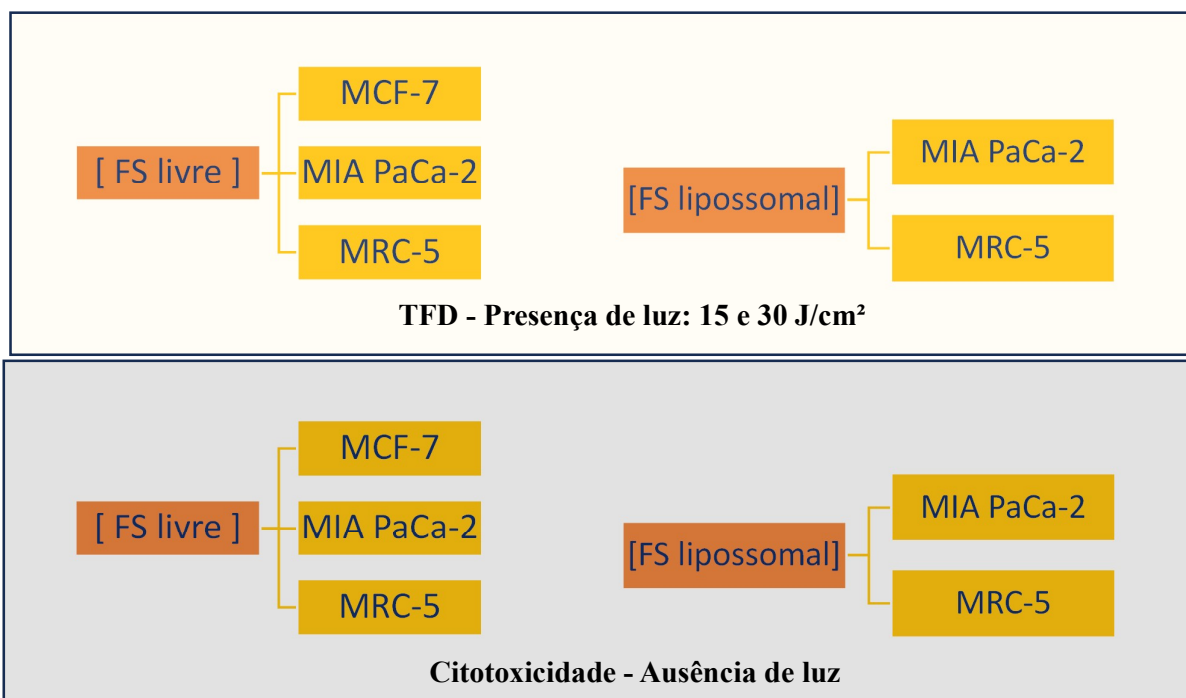 [ FS livre ]
MCF-7
MIA PaCa-2
MRC-5
[FS lipossomal]
MIA PaCa-2
MRC-5
TFD - Presença de luz: 15 e 30 J/cm²
[ FS livre ]
MCF-7
MIA PaCa-2
MRC-5
[FS lipossomal]
MIA PaCa-2
MRC-5
Citotoxicidade - Ausência de luz